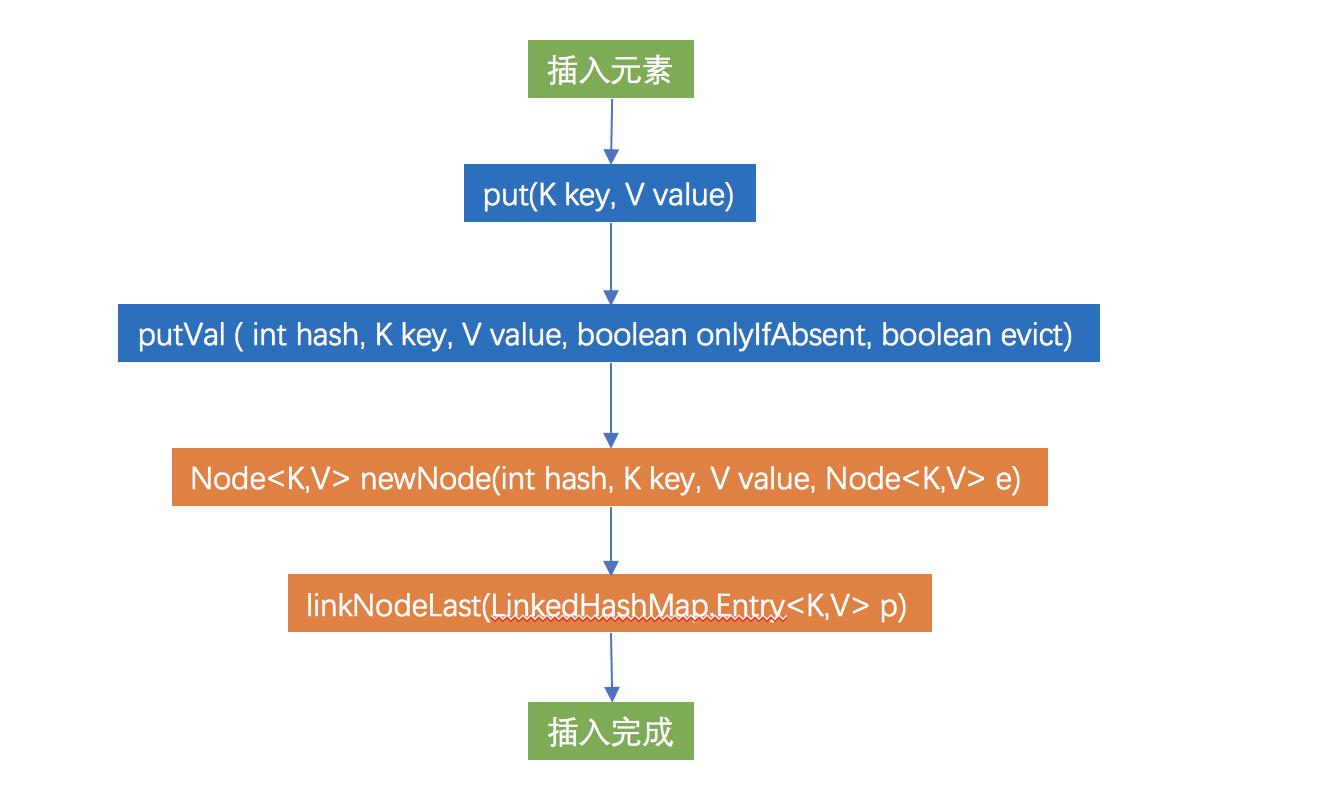 插入元素
put(K key, V value)
putVal ( int hash, K key, V value, boolean onlyIfAbsent, boolean evict)
Node<K,V> newNode(int hash, K key, V value, Node<K,V> e)
linkNodeLast(LinkedHashMap.Entry<K,V> p)
插入完成